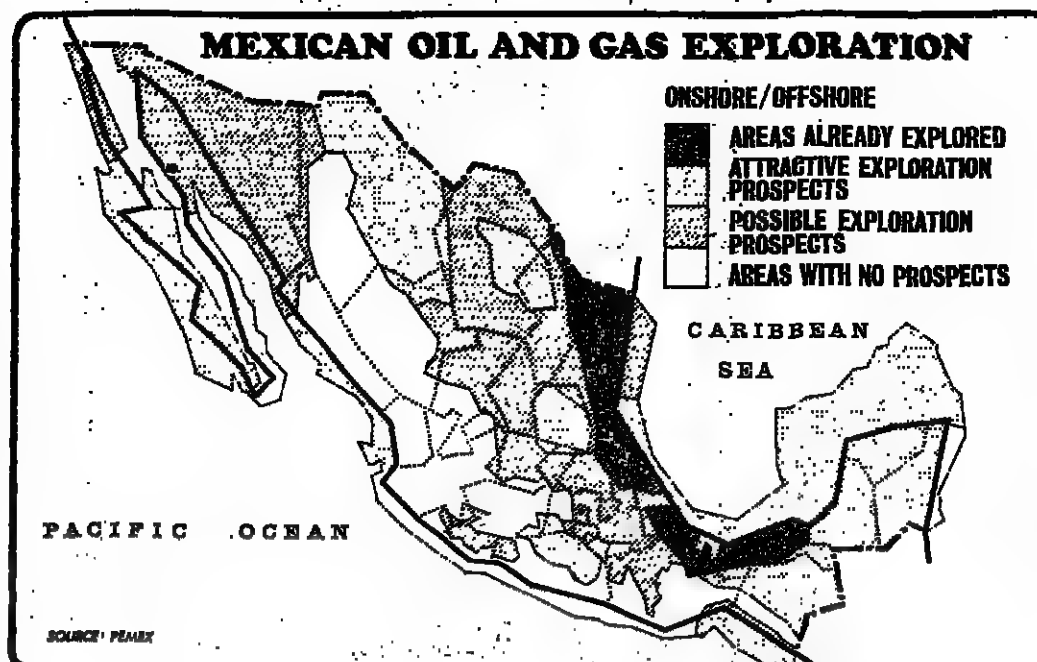 MEXICAN OIL AND GAS EXPLORATION
ONSHORE/OFFSHORE
AREAS ALREADY EXPLORED
ATTRACTIVE EXPLORATION
PROSPECTS
POSSIBLE EXPLORATION
PROSPECTS
AREAS WITH NO PROSPECTS
CARIBBEAN
SEA
PACIFIC OCEAN
SOURCE: PEMEX